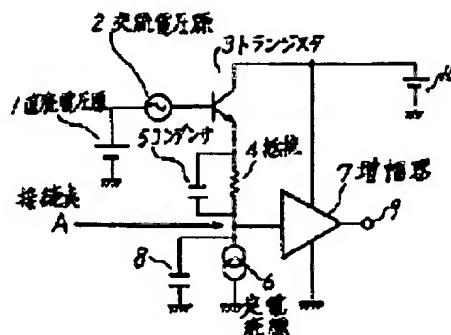 2 交流電圧源
3 トランジスタ
1 直流電圧源
5 コンデンサ
4 抵抗
7 増幅器
接続点
A
9
8
6
定電流源